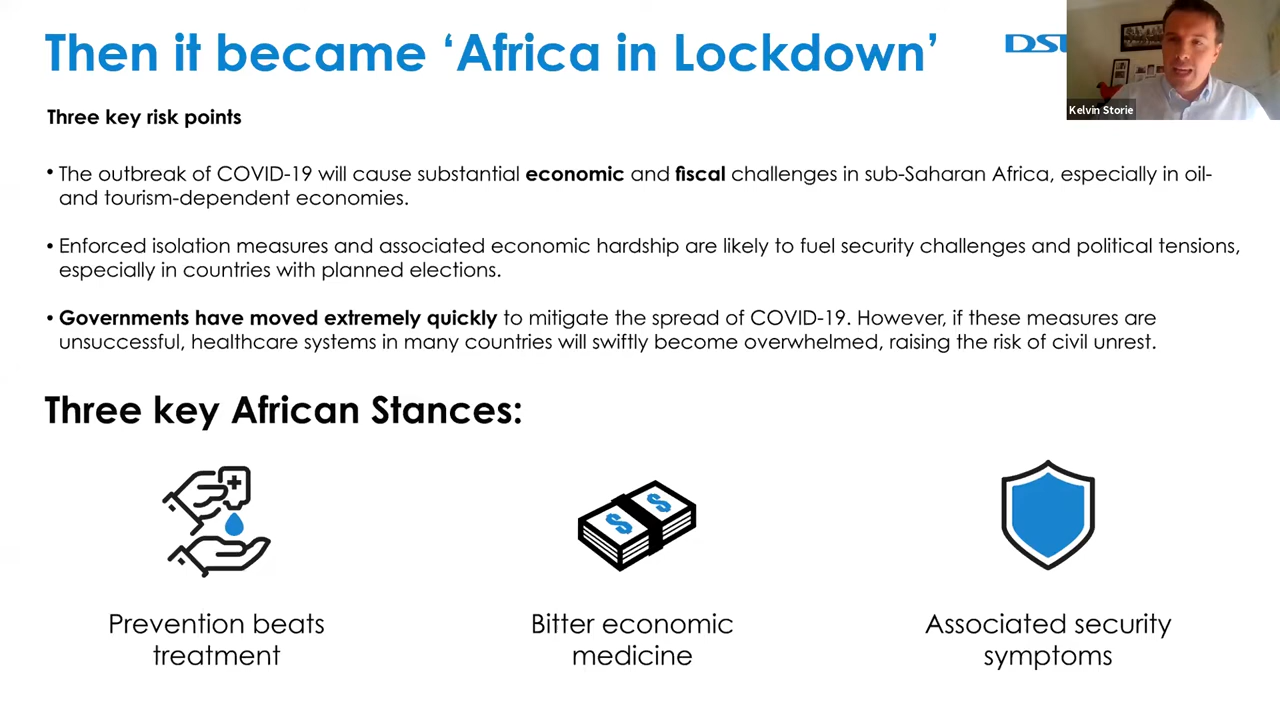 Then it became ‘Africa in Lockdown’
Kelvin Storie
Three key risk points
• The outbreak of COVID-19 will cause substantial economic and fiscal challenges in sub-Saharan Africa, especially in oil-
and tourism-dependent economies.
• Enforced isolation measures and associated economic hardship are likely to fuel security challenges and political tensions,
especially in countries with planned elections.
• Governments have moved extremely quickly to mitigate the spread of COVID-19. However, if these measures are
unsuccessful, healthcare systems in many countries will swiftly become overwhelmed, raising the risk of civil unrest.
Three key African Stances:
Prevention beats
treatment
Bitter economic
medicine
Associated security
symptoms